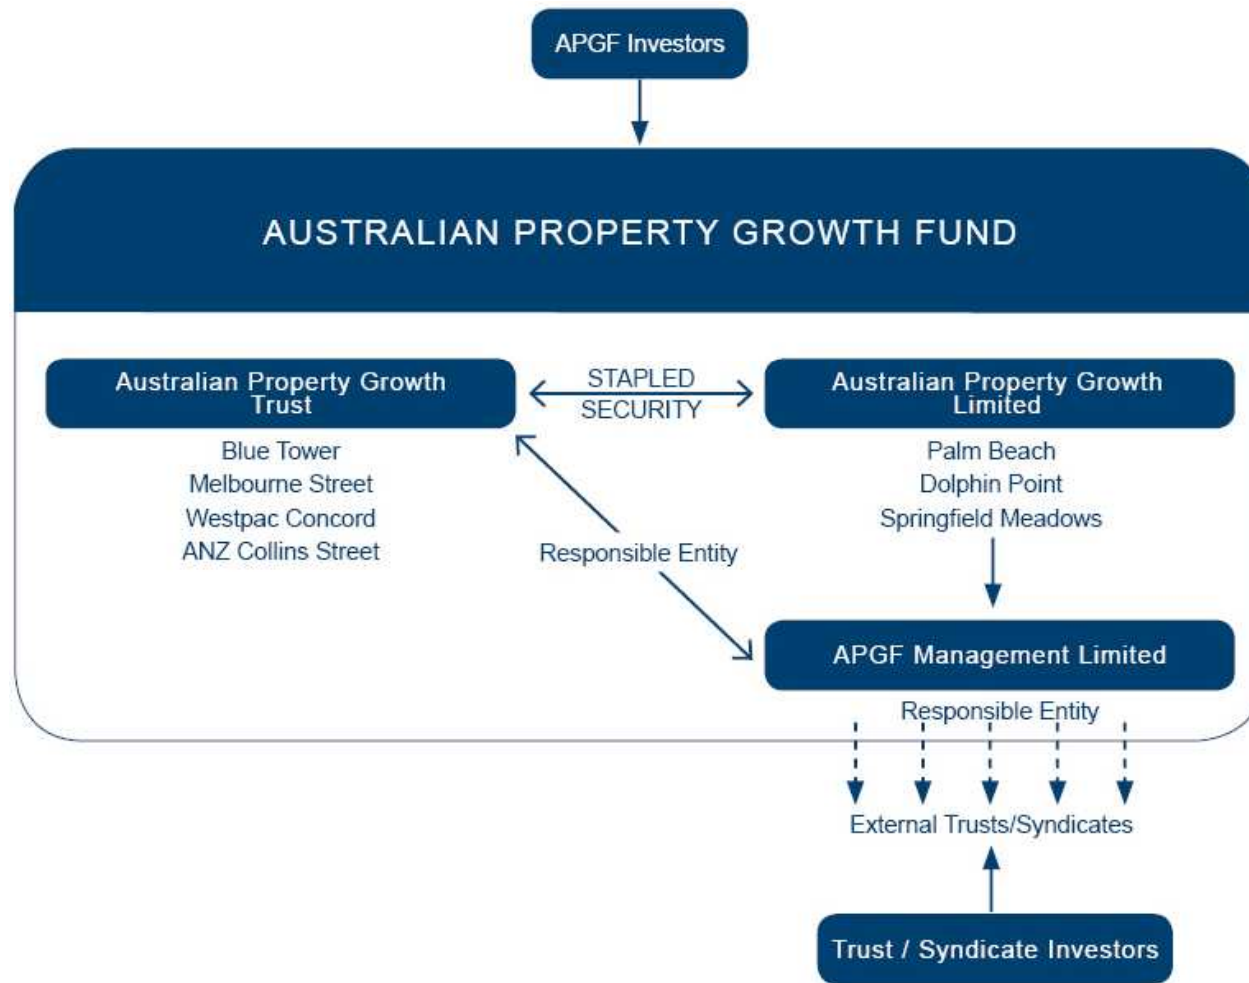 APGF Investors
AUSTRALIAN PROPERTY GROWTH FUND
Australian Property Growth
Trust
STAPLED
SECURITY
Australian Property Growth
Limited
Blue Tower
Melbourne Street
Westpac Concord
ANZ Collins Street
Palm Beach
Dolphin Point
Springfield Meadows
Responsible Entity
APGF Management Limited
Responsible Entity
External Trusts/Syndicates
Trust / Syndicate Investors